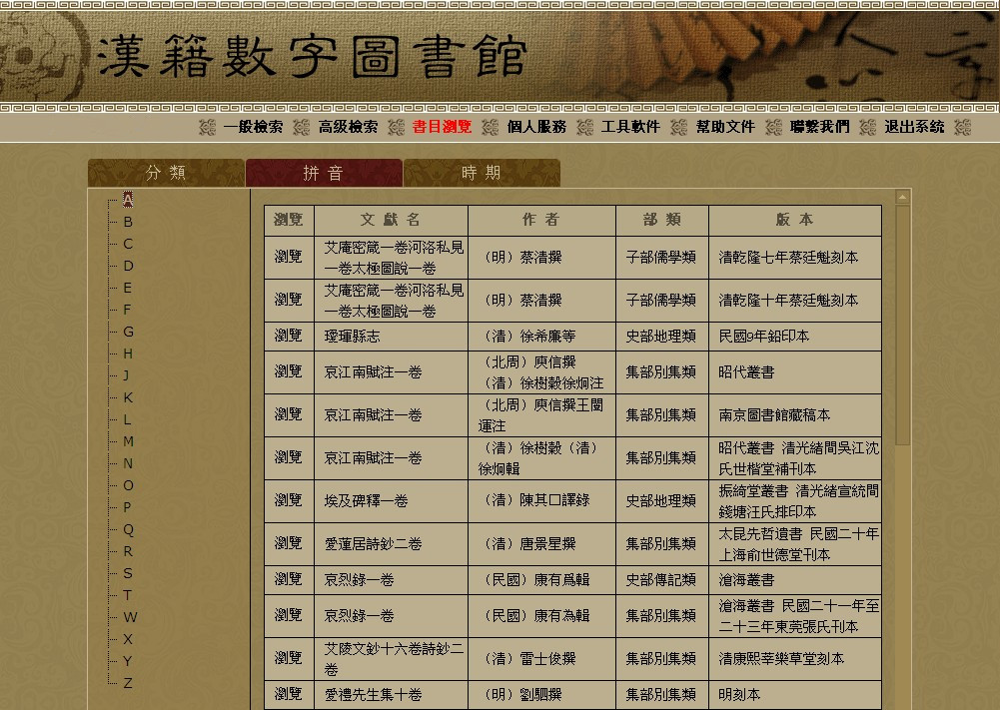 漢籍數字圖書館
一般檢索 高级檢索 書目瀏覽 個人服務 工具軟件 幫助文件 聯繫我們 退出系统
分 類 拼 音 時 期
A
B
C
D
E
F
G
H
J
K
L
M
N
O
P
Q
R
S
T
W
X
Y
Z
瀏覽 文 獻 名 作 者 部 類 版 本
瀏覽 艾庵密箴一卷河洛私見一卷太極圖說一卷 （明）蔡清撰 子部儒學類 清乾隆七年蔡廷魁刻本
瀏覽 艾庵密箴一卷河洛私見一卷太極圖說一卷 （明）蔡清撰 子部儒學類 清乾隆十年蔡廷魁刻本
瀏覽 璦琿縣志 （清）徐希廉等 史部地理類 民國9年鉛印本
瀏覽 哀江南賦注一卷 （北周）庾信撰（清）徐樹穀徐炯注 集部別集類 昭代叢書
瀏覽 哀江南賦注一卷 （北周）庾信撰王闓運注 集部別集類 南京圖書館藏稿本
瀏覽 哀江南賦注一卷 （清）徐樹穀（清）徐炯輯 集部別集類 昭代叢書 清光緒間吳江沈氏世楷堂補刊本
瀏覽 埃及碑釋一卷 （清）陳其口譯錄 史部地理類 振綺堂叢書 清光緒宣統間錢塘汪氏排印本
瀏覽 愛蓮居詩鈔二卷 （清）唐景星撰 集部別集類 太昆先哲遺書 民國二十年上海俞世德堂刊本
瀏覽 哀烈錄一卷 （民國）康有爲輯 史部傳記類 滄海叢書
瀏覽 哀烈錄一卷 （民國）康有為輯 集部別集類 滄海叢書 民國二十一年至二十三年東莞張氏刊本
瀏覽 艾陵文鈔十六卷詩鈔二卷 （清）雷士俊撰 集部別集類 清康熙莘樂草堂刻本
瀏覽 愛禮先生集十卷 （明）劉駟撰 集部別集類 明刻本